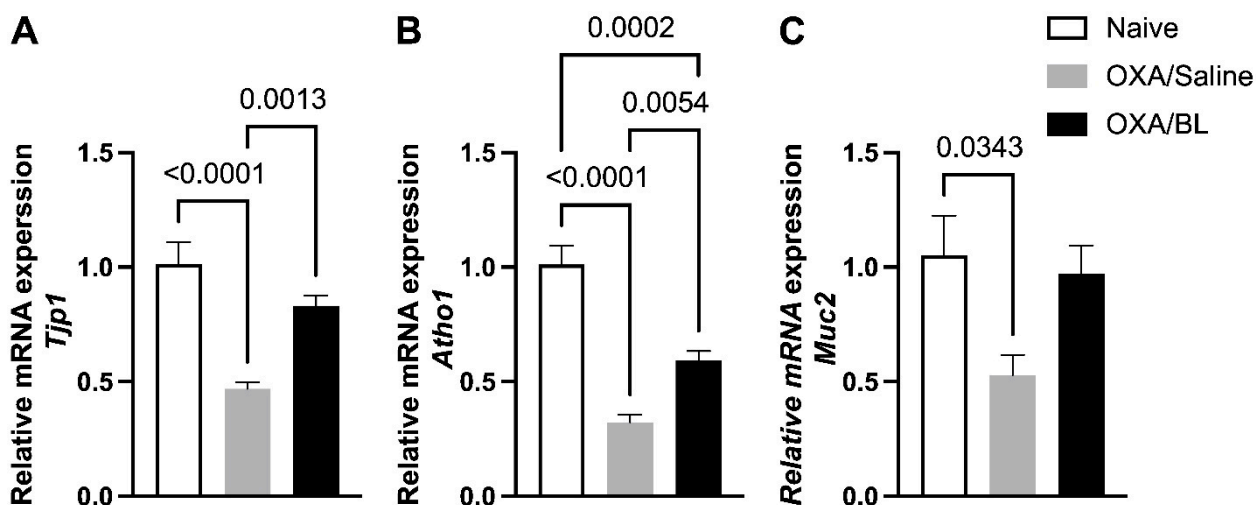 A
Relative mRNA experssion
Tjp1
1.5
1.0
0.5
0.0
<0.0001
0.0013
B
Relative mRNA expression
Atho1
1.5
1.0
0.5
0.0
0.0002
0.0054
<0.0001
C
Relative mRNA expression
Muc2
1.5
1.0
0.5
0.0
0.0343
Naive
OXA/Saline
OXA/BL